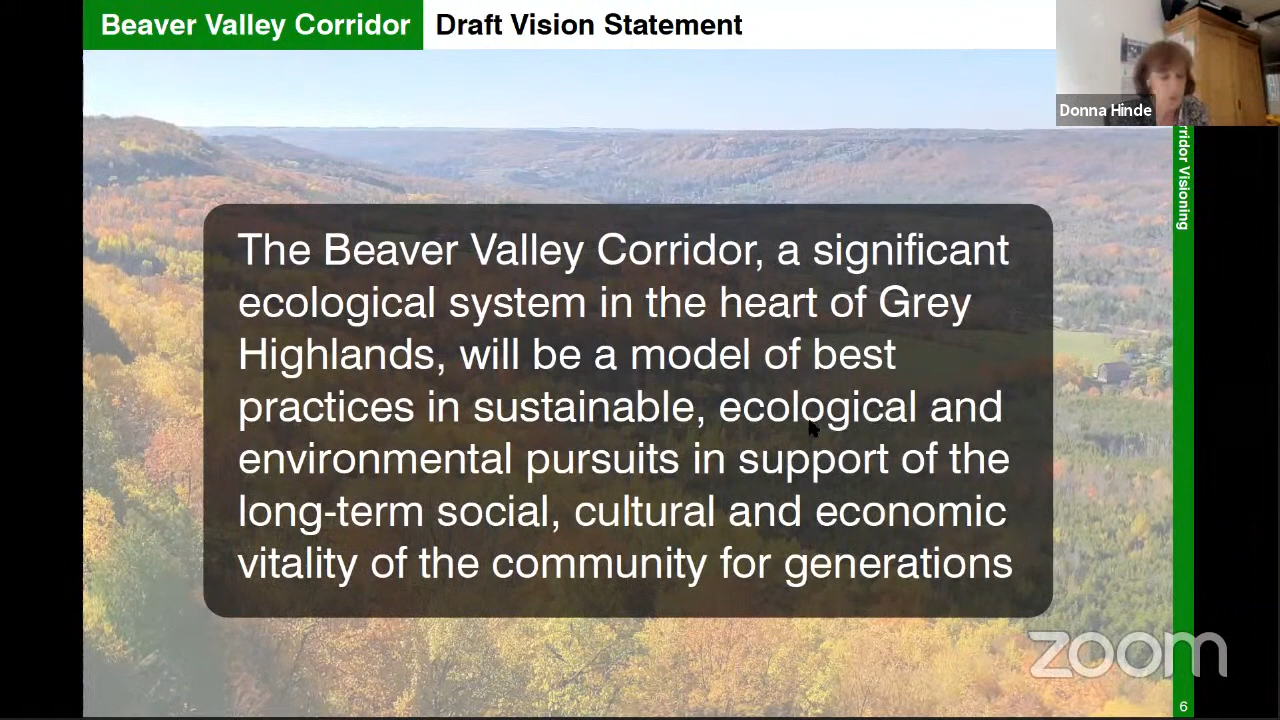 Beaver Valley Corridor Draft Vision Statement
Donna Hinde
The Beaver Valley Corridor, a significant
ecological system in the heart of Grey
Highlands, will be a model of best
practices in sustainable, ecological and
environmental pursuits in support of the
long-term social, cultural and economic
vitality of the community for generations
rridor Visioning
zoom
6